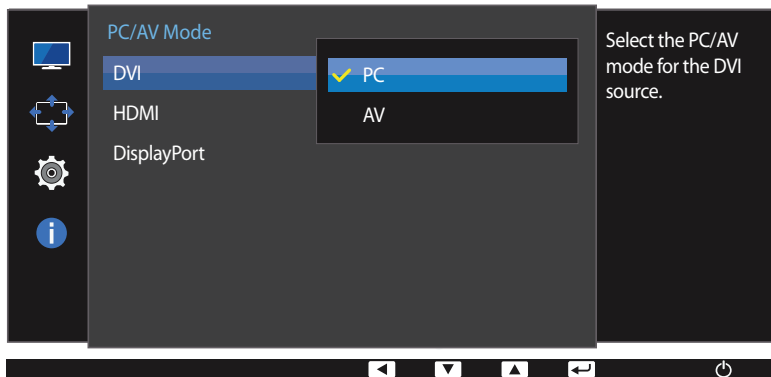 PC/AV Mode
DVI
PC
AV
HDMI
DisplayPort
Select the PC/AV
mode for the DVI
source.